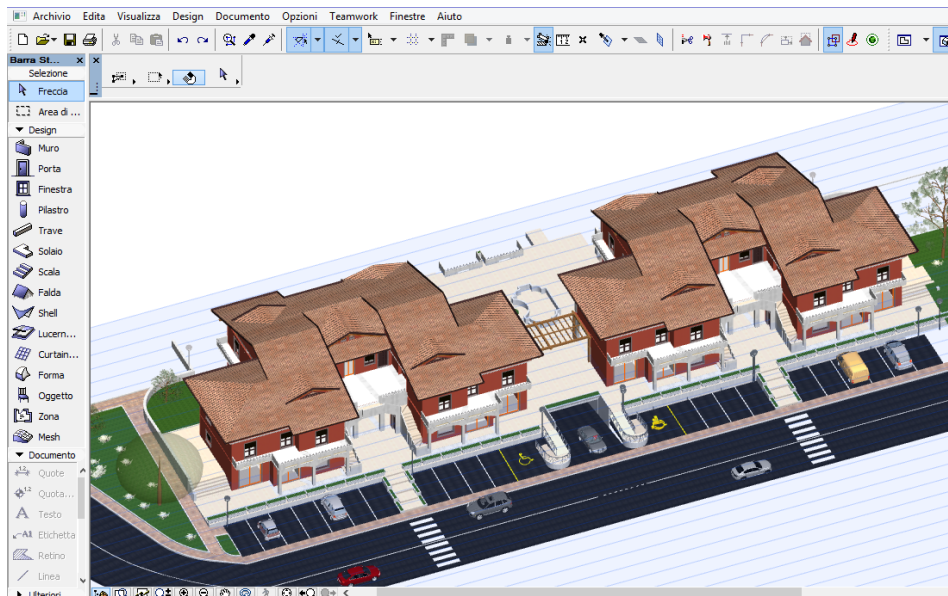 Archivio Edita Visualizza Design Documento Opzioni Teamwork Finestre Aiuto
Barra St...
Selezione
Freccia
Area di ...
Design
Muro
Porta
Finestra
Pilastro
Trave
Solaio
Scala
Falda
Shell
Lucern...
Curtain...
Forma
Oggetto
Zona
Mesh
Documento
Quote
Quota...
A Testo
A1 Etichetta
Retino
Linea
Ulteriori